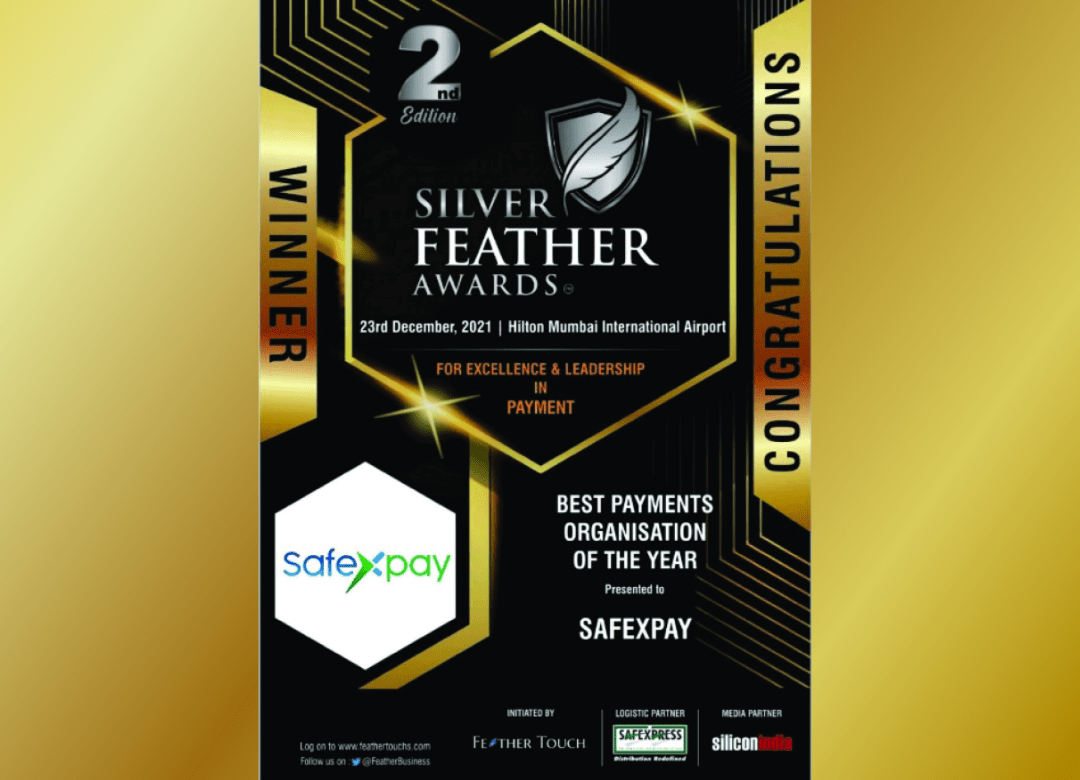 2nd
Edition
WINNER
CONGRATULATIONS
SILVER
FEATHER
AWARDS
23rd December, 2021 | Hilton Mumbai International Airport
FOR EXCELLENCE & LEADERSHIP
IN
PAYMENT
Safexpay
BEST PAYMENTS
ORGANISATION
OF THE YEAR
Presented to
SAFEXPAY
Log on to www.feathertouchs.com
Follow us on : @FeatherBusiness
INITIATED BY
FEATHER TOUCH
LOGISTIC PARTNER
SAFEXPRESS
Distribution Redefined
MEDIA PARTNER
siliconindia